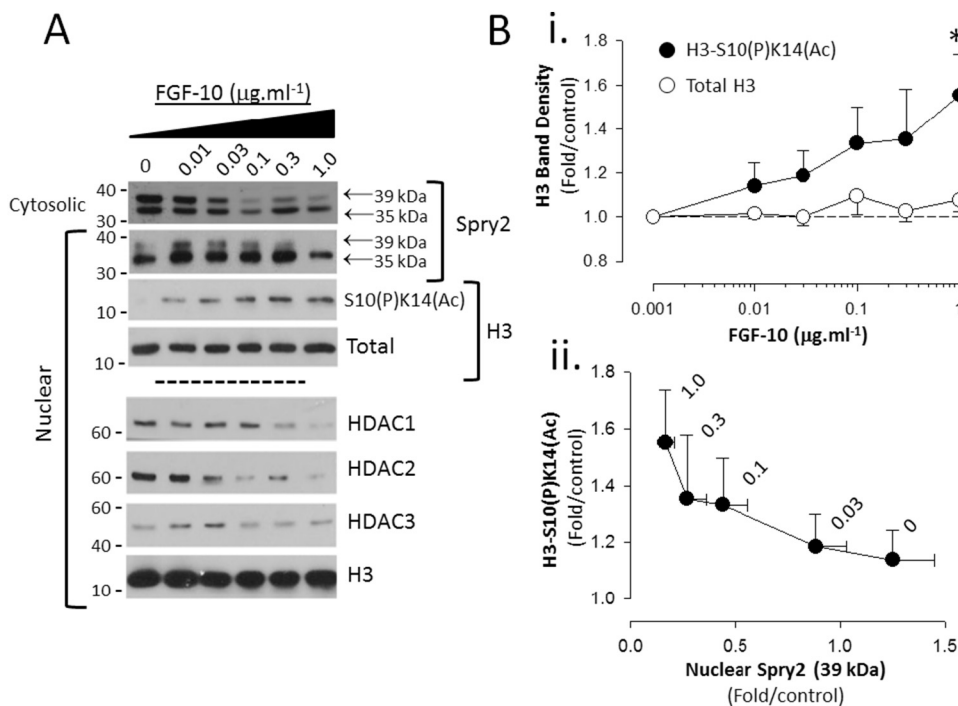 A
FGF-10 (µg.ml-1)
0 0.01 0.03 0.1 0.3 1.0
Cytosolic
40 -
30 -
39 kDa
35 kDa
Spry2
40 -
30 -
39 kDa
35 kDa
10 -
S10(P)K14(Ac)
H3
10 -
Total
Nuclear
60 -
HDAC1
60 -
HDAC2
40 -
HDAC3
10 -
H3
B i.
H3-S10(P)K14(Ac)
Total H3
*
H3 Band Density
(Fold/control)
1.8
1.6
1.4
1.2
1.0
0.8
0.001 0.01 0.1 1
FGF-10 (µg.ml-1)
ii.
H3-S10(P)K14(Ac)
(Fold/control)
1.8
1.6
1.4
1.2
1.0
1.0
0.3
0.1
0.03
0
0.0 0.5 1.0 1.5
Nuclear Spry2 (39 kDa)
(Fold/control)